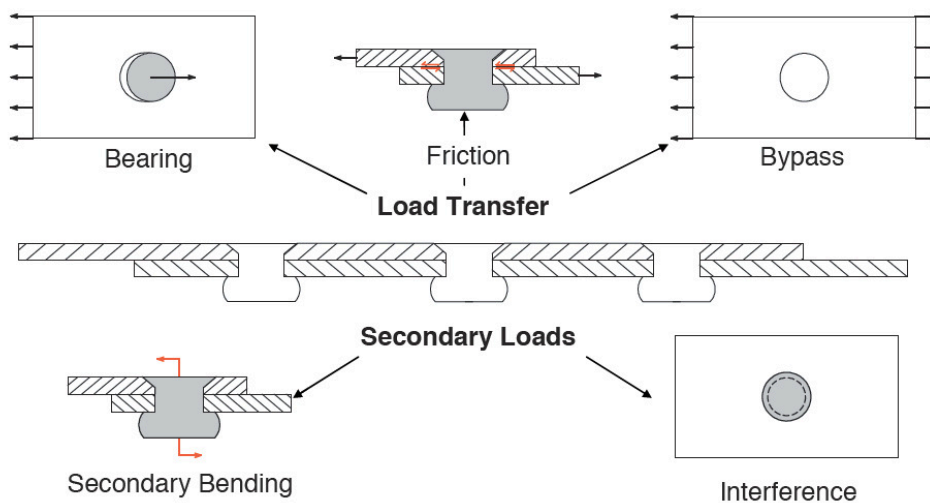 Bearing
Friction
Bypass
Load Transfer
Secondary Loads
Secondary Bending
Interference